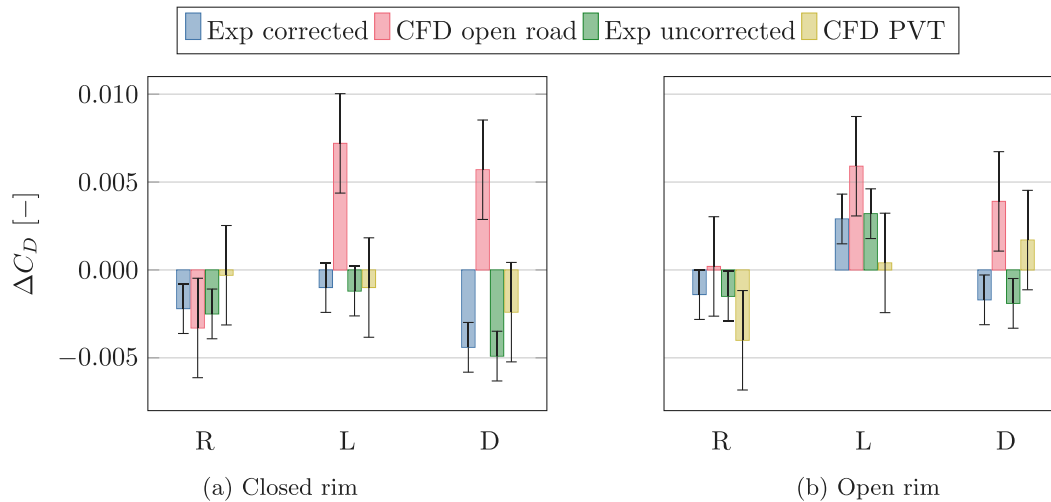 Exp corrected CFD open road Exp uncorrected CFD PVT
0.010
0.005
0.000
−0.005
ΔC_D [−]
R L D
(a) Closed rim
R L D
(b) Open rim